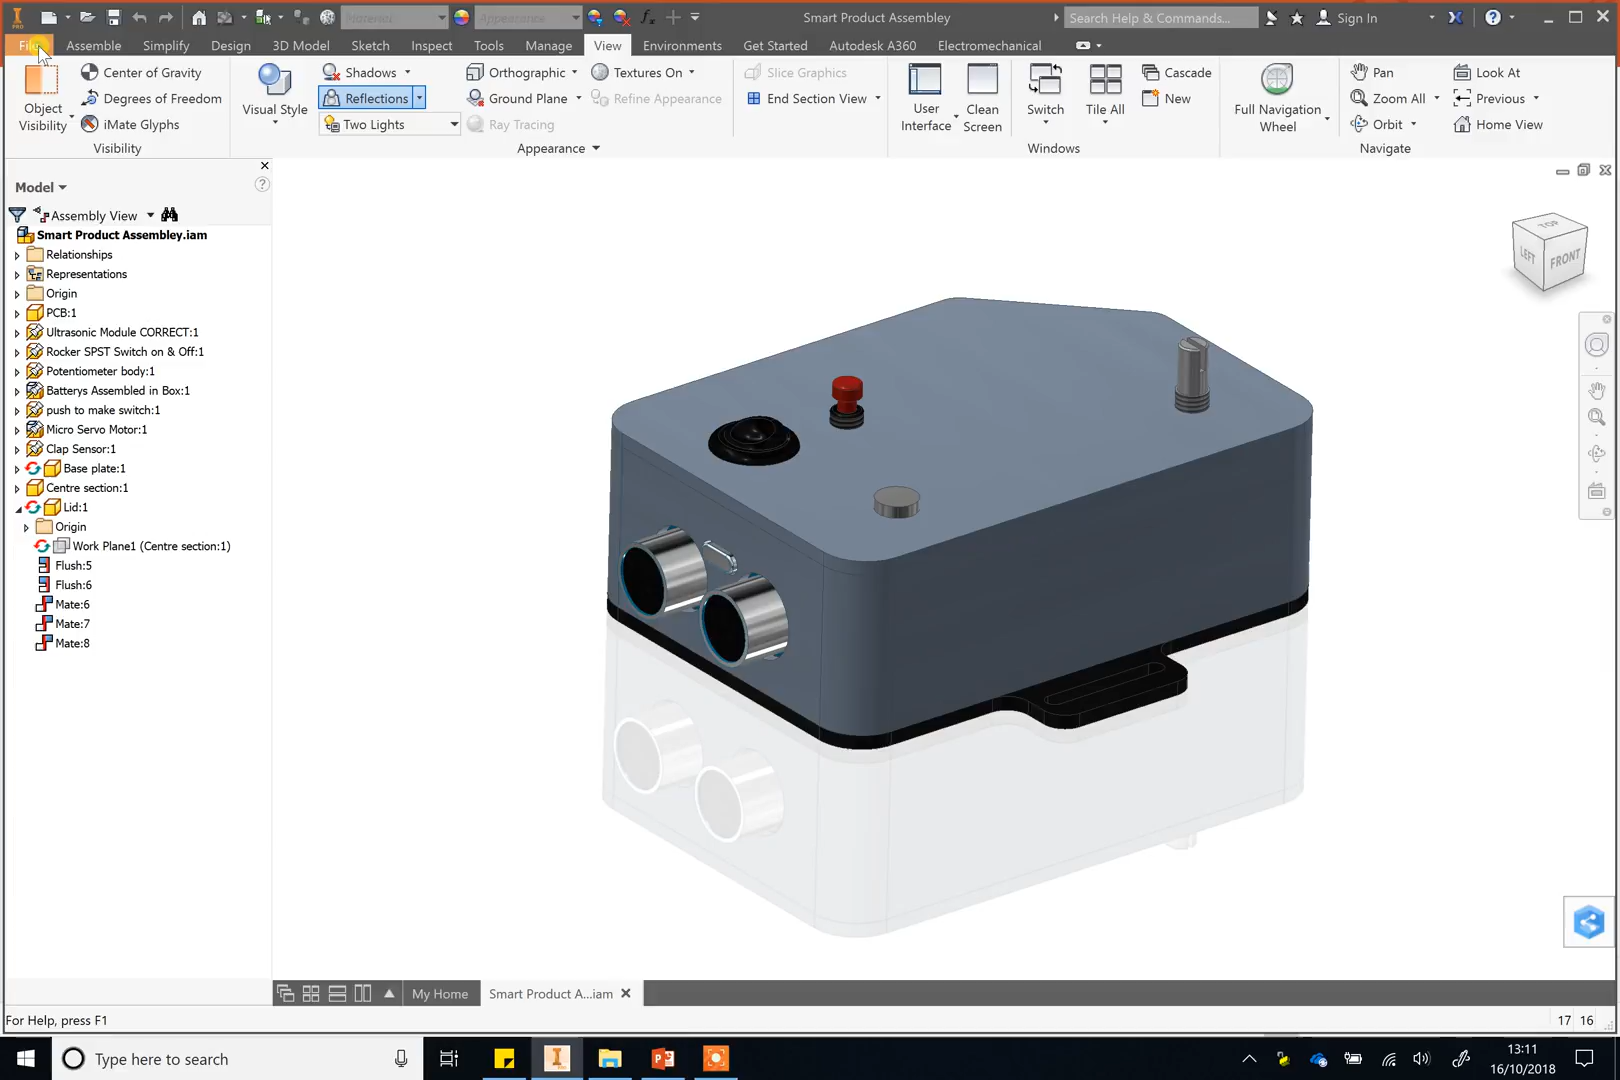 Material
Appearance
Smart Product Assembley
Search Help & Commands...
Sign In
File
Assemble
Simplify
Design
3D Model
Sketch
Inspect
Tools
Manage
View
Environments
Get Started
Autodesk A360
Electromechanical
Object
Visibility
Center of Gravity
Degrees of Freedom
iMate Glyphs
Visibility
Visual Style
Shadows
Reflections
Two Lights
Orthographic
Ground Plane
Ray Tracing
Textures On
Refine Appearance
Appearance
Slice Graphics
End Section View
User
Interface
Clean
Screen
Switch
Tile All
Cascade
New
Windows
Full Navigation
Wheel
Pan
Zoom All
Orbit
Look At
Previous
Home View
Navigate
Model
Assembly View
Smart Product Assembley.iam
Relationships
Representations
Origin
PCB:1
Ultrasonic Module CORRECT:1
Rocker SPST Switch on & Off:1
Potentiometer body:1
Batterys Assembled in Box:1
push to make switch:1
Micro Servo Motor:1
Clap Sensor:1
Base plate:1
Centre section:1
Lid:1
Origin
Work Plane1 (Centre section:1)
Flush:5
Flush:6
Mate:6
Mate:7
Mate:8
TOP
LEFT
FRONT
My Home
Smart Product A...iam
For Help, press F1
17 16
Type here to search
13:11
16/10/2018